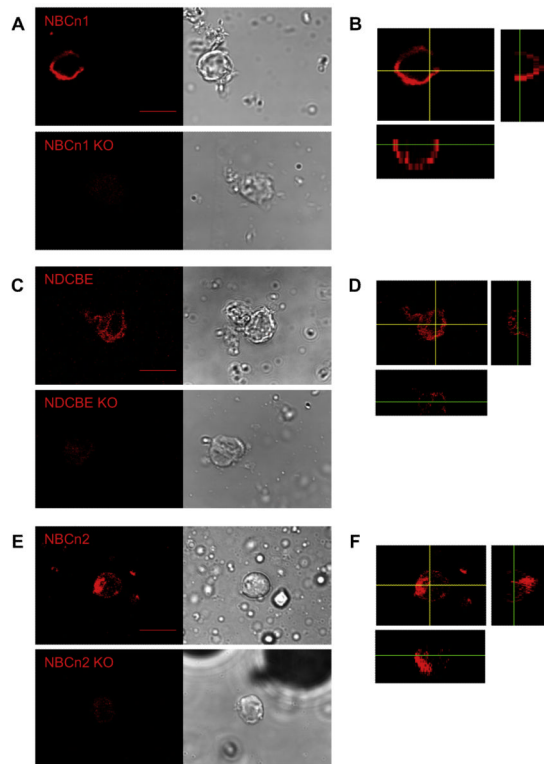 A
NBCn1
B
NBCn1 KO
C
NDCBE
D
NDCBE KO
E
NBCn2
F
NBCn2 KO